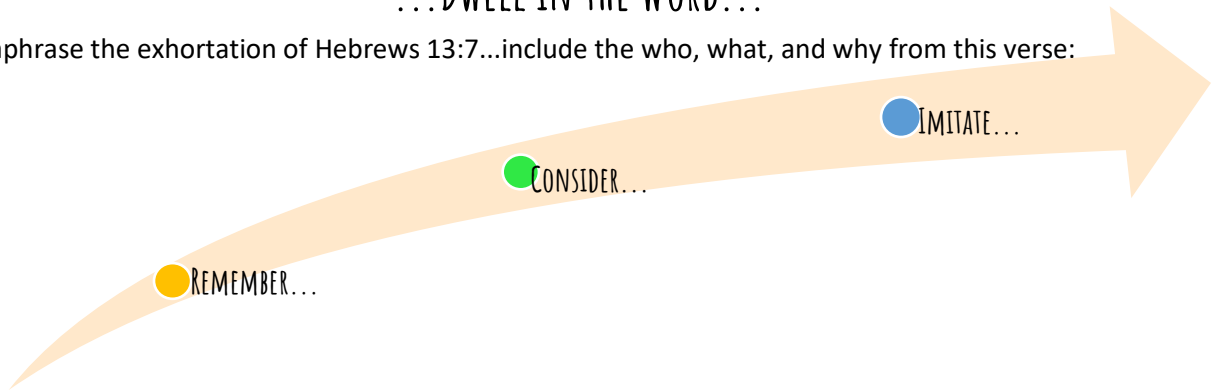 ...DWELL IN THE WORD...
phrase the exhortation of Hebrews 13:7...include the who, what, and why from this verse:
IMITATE...
CONSIDER...
REMEMBER...